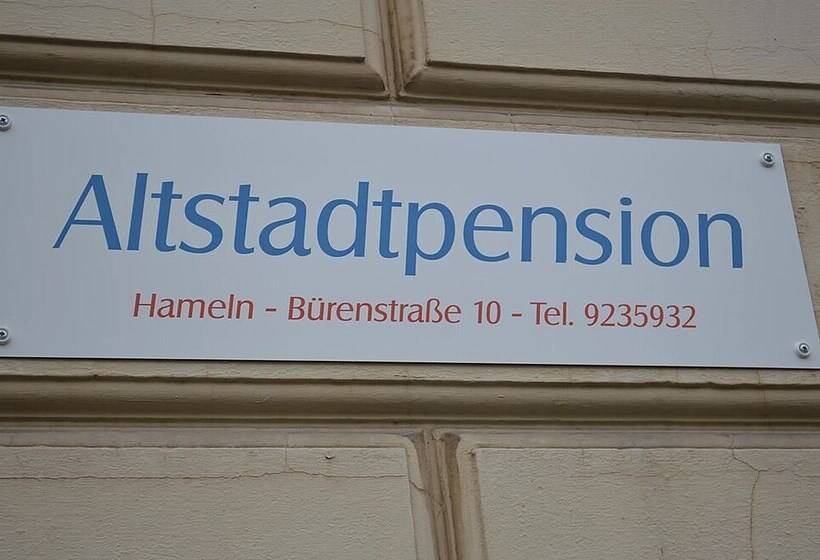 Altstadtpension
Hameln - Bürenstraße 10 - Tel. 9235932